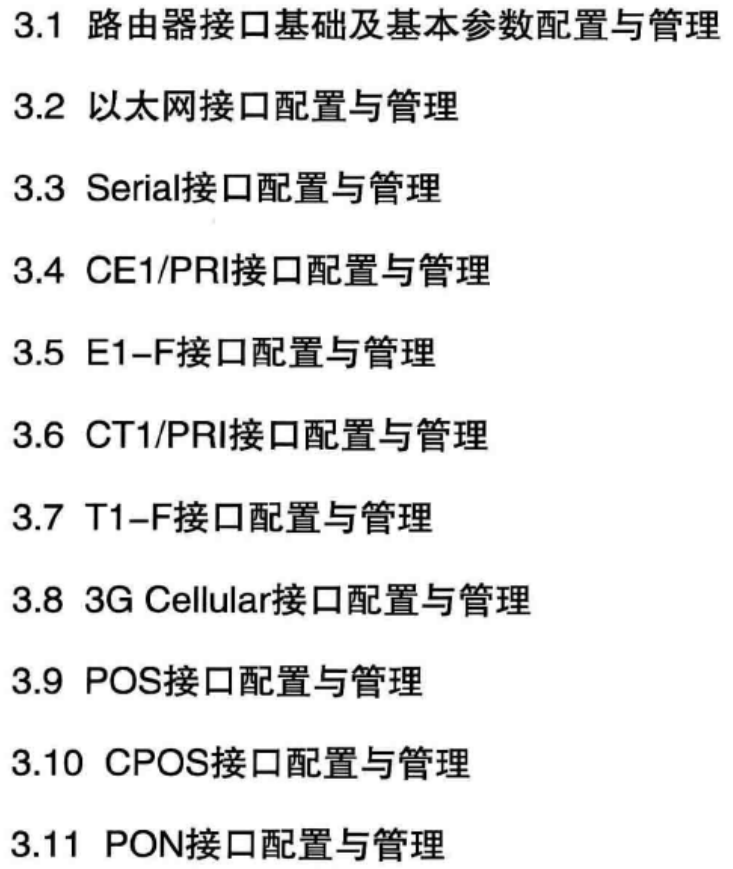 3.1 路由器接口基础及基本参数配置与管理
3.2 以太网接口配置与管理
3.3 Serial接口配置与管理
3.4 CE1/PRI接口配置与管理
3.5 E1–F接口配置与管理
3.6 CT1/PRI接口配置与管理
3.7 T1–F接口配置与管理
3.8 3G Cellular接口配置与管理
3.9 POS接口配置与管理
3.10 CPOS接口配置与管理
3.11 PON接口配置与管理